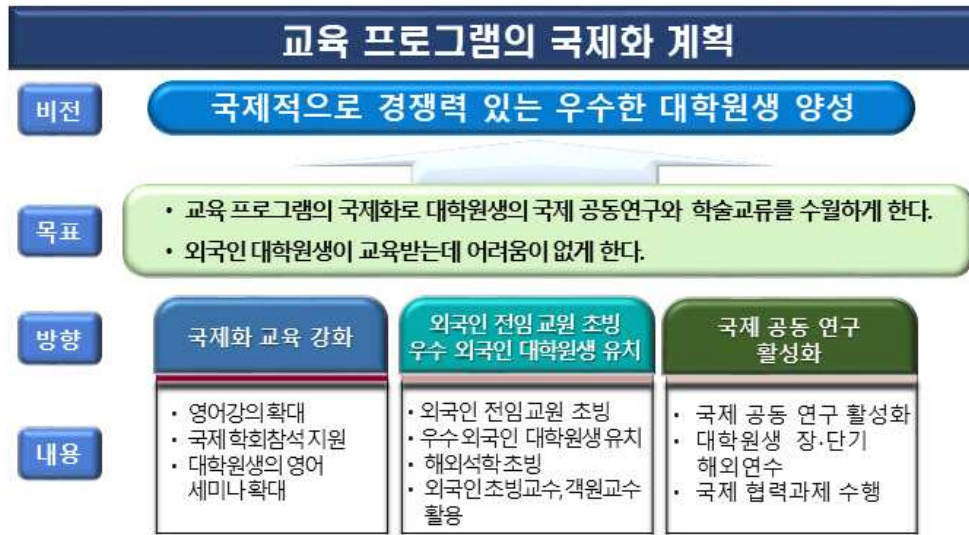 교육 프로그램의 국제화 계획
비전
국제적으로 경쟁력 있는 우수한 대학원생 양성
목표
• 교육 프로그램의 국제화로 대학원생의 국제 공동연구와 학술교류를 수월하게 한다.
• 외국인 대학원생이 교육받는데 어려움이 없게 한다.
방향
국제화 교육 강화
외국인 전임 교원 초빙
우수 외국인 대학원생 유치
국제 공동 연구
활성화
내용
• 영어강의 확대
• 국제 학회참석 지원
• 대학원생의 영어
세미나 확대
• 외국인 전임교원 초빙
• 우수 외국인 대학원생 유치
• 해외석학 초빙
• 외국인 초빙교수, 객원교수
활용
• 국제 공동 연구 활성화
• 대학원생 장·단기
해외연수
• 국제 협력과제 수행